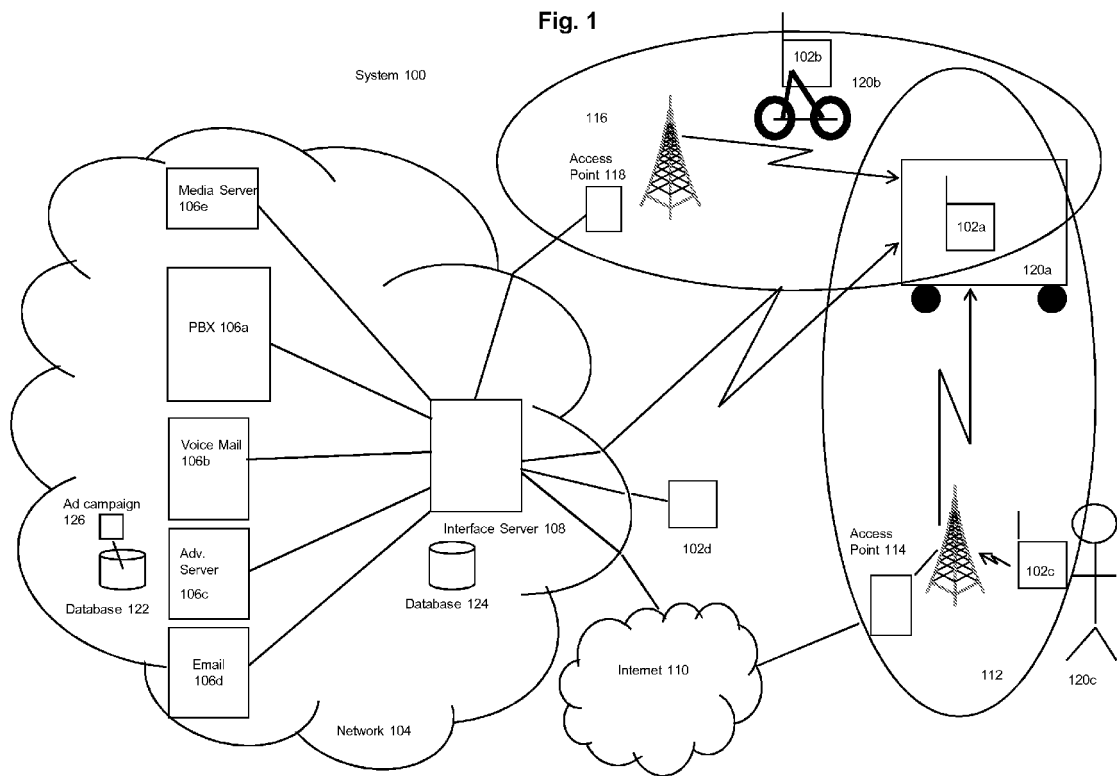 Fig. 1
System 100
102b
120b
116
Access
Point 118
Media Server
106e
102a
120a
PBX 106a
Voice Mail
106b
Ad campaign
126
Adv.
Server
106c
Interface Server 108
102d
Access
Point 114
102c
Database 122
Database 124
Email
106d
Internet 110
112
120c
Network 104